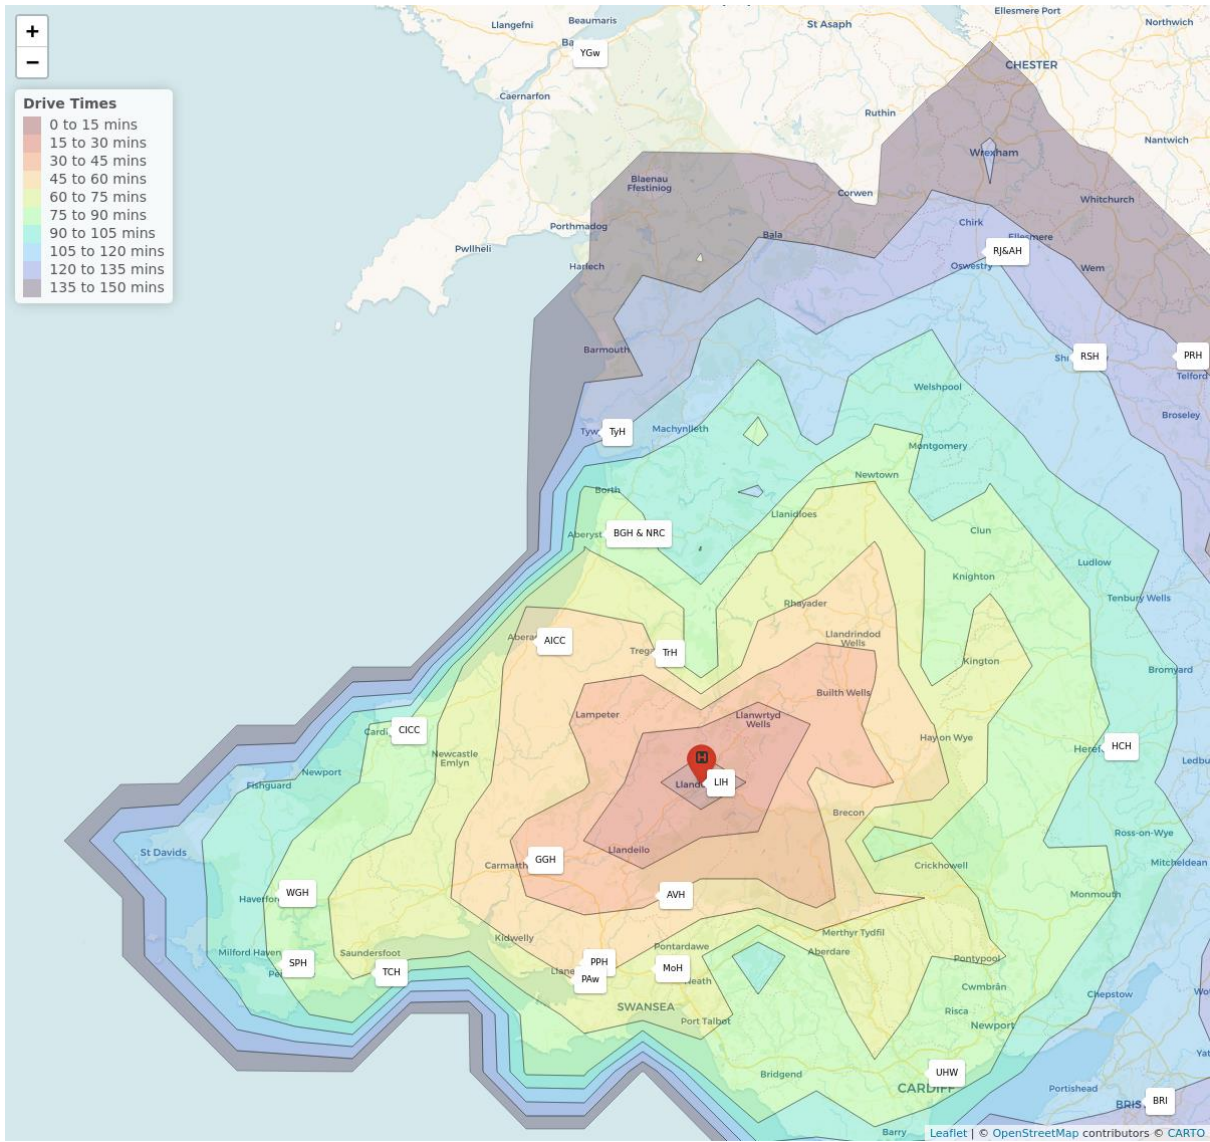 +
−
Drive Times
0 to 15 mins
15 to 30 mins
30 to 45 mins
45 to 60 mins
60 to 75 mins
75 to 90 mins
90 to 105 mins
105 to 120 mins
120 to 135 mins
135 to 150 mins
Ellesmere Port
Llangefni
Beaumaris
St Asaph
Northwich
YGw
CHESTER
Caernarfon
Ruthin
Nantwich
Wrexham
Blaenau
Ffestiniog
Corwen
Whitchurch
Porthmadog
Chirk
Bala
Ellesmere
Pwllheli
RJ&AH
Harlech
Oswestry
Wem
Barmouth
RSH
PRH
Telford
Welshpool
Broseley
TyH
Machynlleth
Montgomery
Newtown
Borth
Llanidloes
BGH & NRC
Clun
Ludlow
Knighton
Tenbury Wells
Rhayader
AICC
Llandrindod
Wells
TrH
Kington
Bromyard
Builth Wells
Lampeter
Llanwrtyd
Wells
CICC
Hay on Wye
HCH
Newcastle
Emlyn
H
Newport
LIH
Fishguard
Brecon
Ross-on-Wye
St Davids
Llandeilo
GGH
Mitcheldean
Crickhowell
WGH
AVH
Monmouth
Merthyr Tydfil
Kidwelly
Pontardawe
Aberdare
Saundersfoot
Pontypool
SPH
TCH
PPH
MoH
PAw
Cwmbrân
Chepstow
SWANSEA
Risca
Port Talbot
Newport
Bridgend
UHW
CARDIFF
Portishead
BRI
Barry
Leaflet | © OpenStreetMap contributors © CARTO